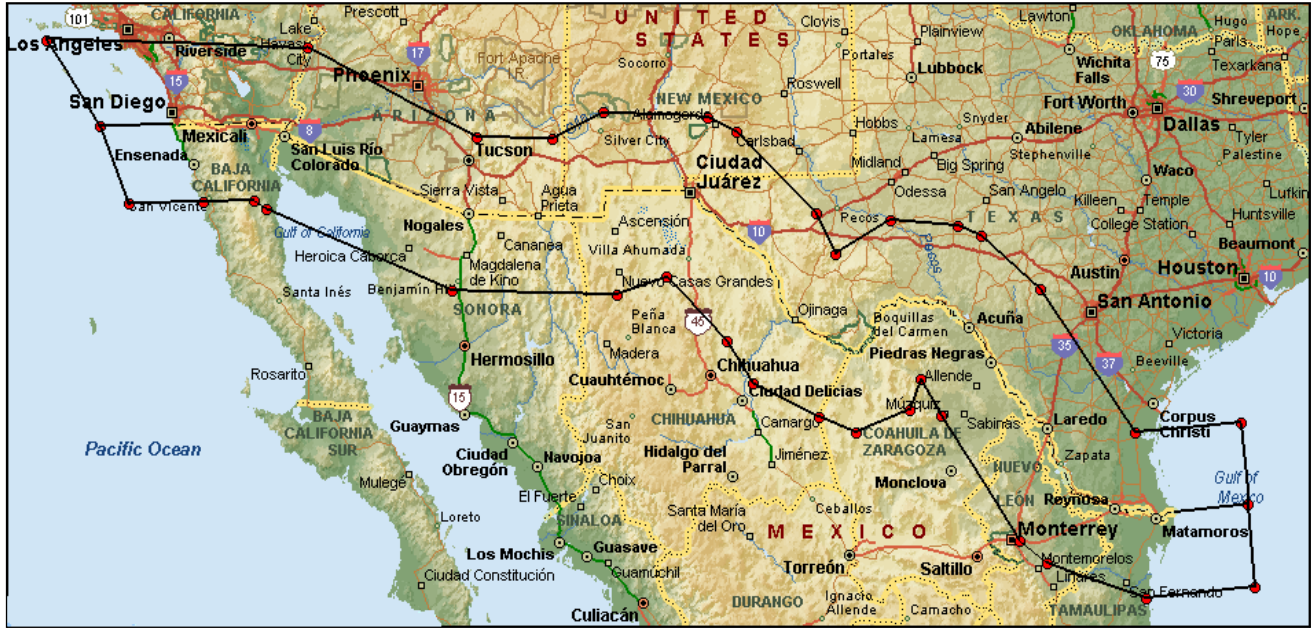 101
CALIFORNIA
Lake
Havasu
City
Prescott
UNITED
STATES
Clovis
Plainview
Lawton
OKLAHOMA
Hugo
ARK.
Hope
Los Angeles
Riverside
17
Fort Apache
I.R.
Socorro
Portales
Paris
Texarkana
75
15
Phoenix
Roswell
Lubbock
Wichita
Falls
30
San Diego
ARIZONA
NEW MEXICO
Alamogordo
Fort Worth
Dallas
Shreveport
Mexicali
8
Silver City
Carlsbad
Hobbs
Lamesa
Snyder
Abilene
Tyler
Ensenada
San Luis Río
Colorado
Tucson
Ciudad
Juárez
Midland
Big Spring
Stephenville
Palestine
BAJA
CALIFORNIA
Sierra Vista
Agua
Prieta
Odessa
San Angelo
Waco
Killeen
Temple
Lufkin
San Vicente
Nogales
Ascensión
Pecos
TEXAS
College Station
Huntsville
Gulf of California
Heroica Caborca
Cananea
Villa Ahumada
10
Pecos
Beaumont
Magdalena
de Kino
Austin
Houston
10
Santa Inés
Benjamín Hill
SONORA
Nuevo Casas Grandes
San Antonio
Peña
Blanca
45
Ojinaga
Boquillas
del Carmen
Acuña
Victoria
Hermosillo
Madera
Chihuahua
Piedras Negras
35
37
Beeville
Rosarito
15
Cuauhtémoc
Ciudad Delicias
Allende
BAJA
CALIFORNIA
SUR
Guaymas
CHIHUAHUA
Camargo
Múzquiz
Sabinas
Laredo
Corpus
Christi
Pacific Ocean
San
Juanito
COAHUILA DE
ZARAGOZA
Ciudad
Obregón
Navojoa
Hidalgo del
Parral
Jiménez
Monclova
NUEVO
LEÓN
Zapata
Mulegé
Choix
Gulf of
Mexico
El Fuerte
SINALOA
Santa María
del Oro
Ceballos
Reynosa
Loreto
MEXICO
Monterrey
Matamoros
Los Mochis
Guasave
Guamúchil
Torreón
Saltillo
Montemorelos
Linares
Ciudad Constitución
San Fernando
Culiacán
DURANGO
Ignacio
Allende
Camacho
TAMAULIPAS